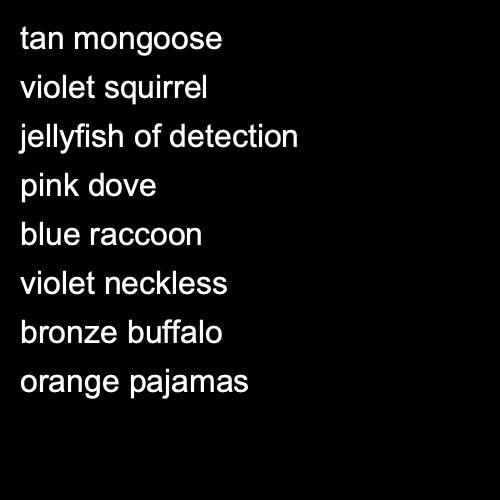 tan mongoose
violet squirrel
jellyfish of detection
pink dove
blue raccoon
violet neckless
bronze buffalo
orange pajamas